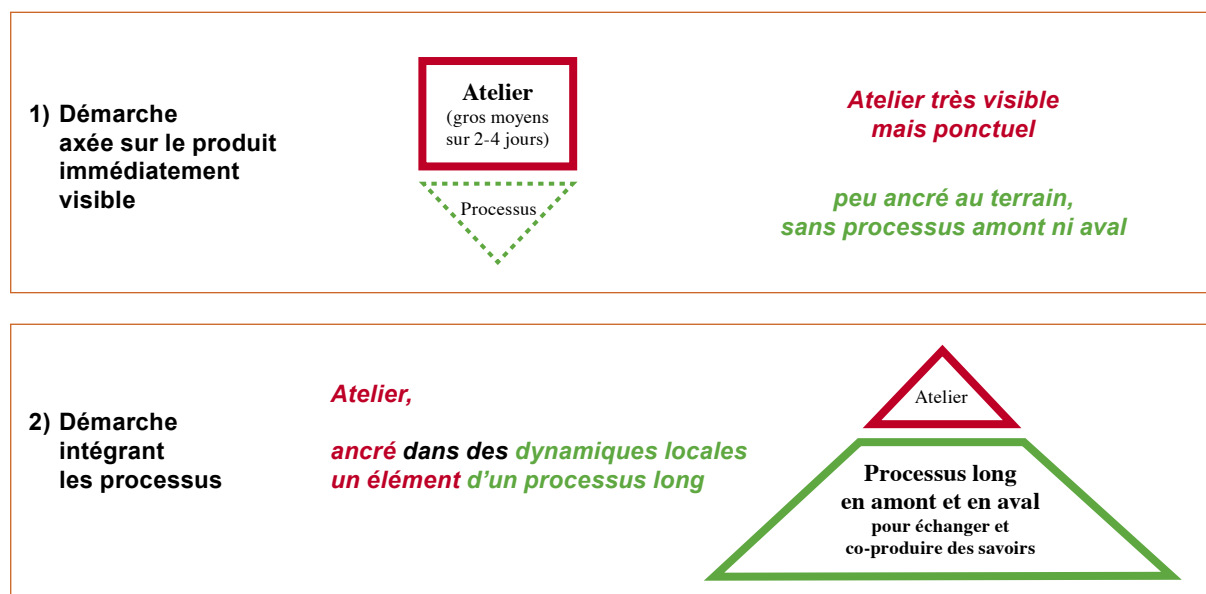 1) Démarche
axée sur le produit
immédiatement
visible
Atelier
(gros moyens
sur 2-4 jours)
Processus
Atelier très visible
mais ponctuel
peu ancré au terrain,
sans processus amont ni aval
2) Démarche
intégrant
les processus
Atelier,
ancré dans des dynamiques locales
un élément d’un processus long
Atelier
Processus long
en amont et en aval
pour échanger et
co-produire des savoirs